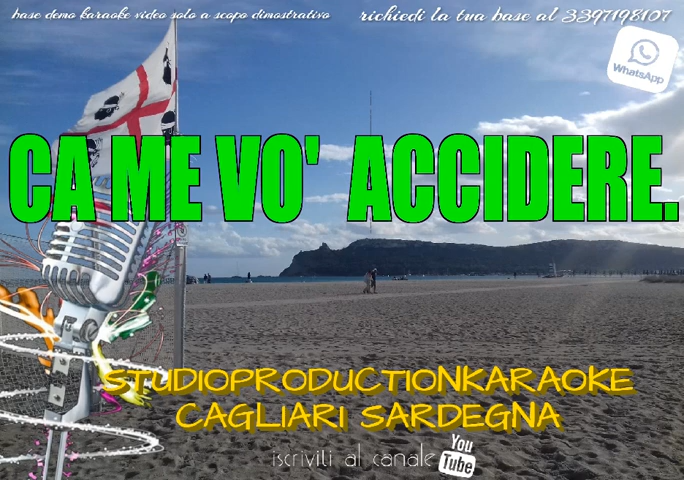 base demo karaoke video solo a scopo dimostrativo
richiedi la tua base al 3397198107
WhatsApp
CA ME VO' ACCIDERE.
STUDIOPRODUCTIONKARAOKE
CAGLIARI SARDEGNA
iscriviti al canale You Tube